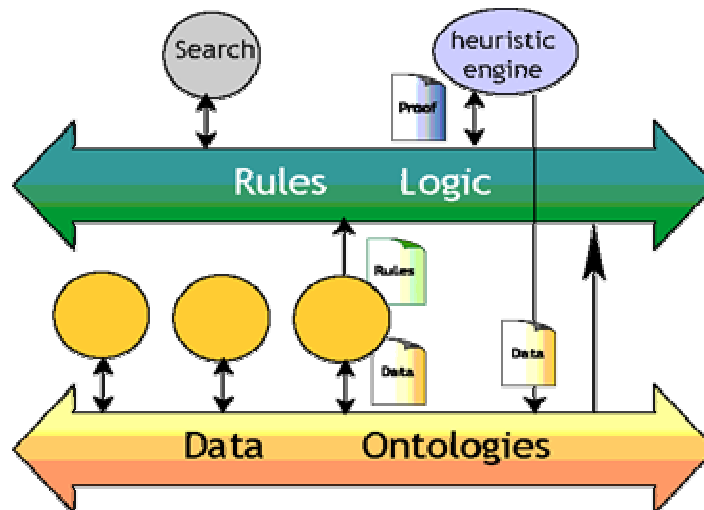 Search
heuristic
engine
Proof
Rules Logic
Rules
Data
Data
Data Ontologies